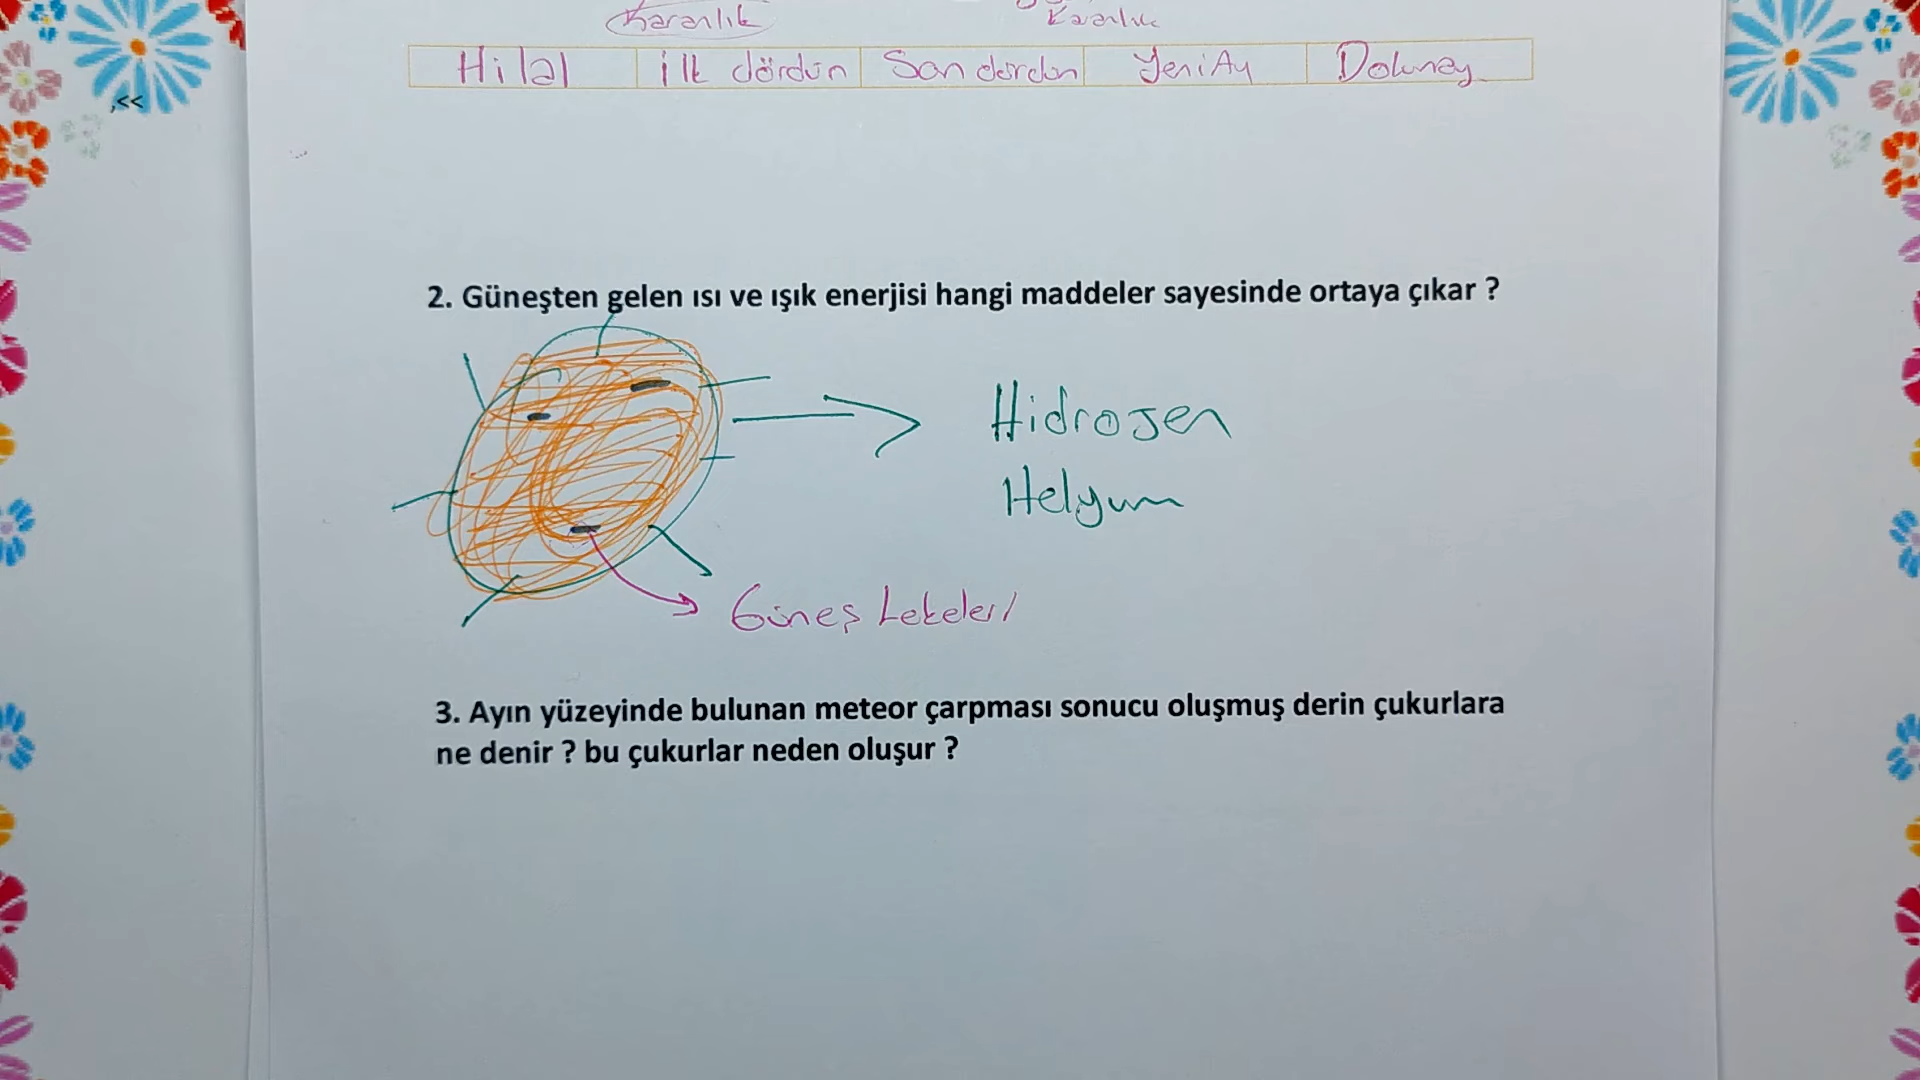 Karanlık Karanlık
Hilal İlk dördün Son dördün Yeni Ay Dolunay
,<<
2. Güneşten gelen ısı ve ışık enerjisi hangi maddeler sayesinde ortaya çıkar ?
Hidrojen
Helyum
Güneş Lekeleri
3. Ayın yüzeyinde bulunan meteor çarpması sonucu oluşmuş derin çukurlara
ne denir ? bu çukurlar neden oluşur ?